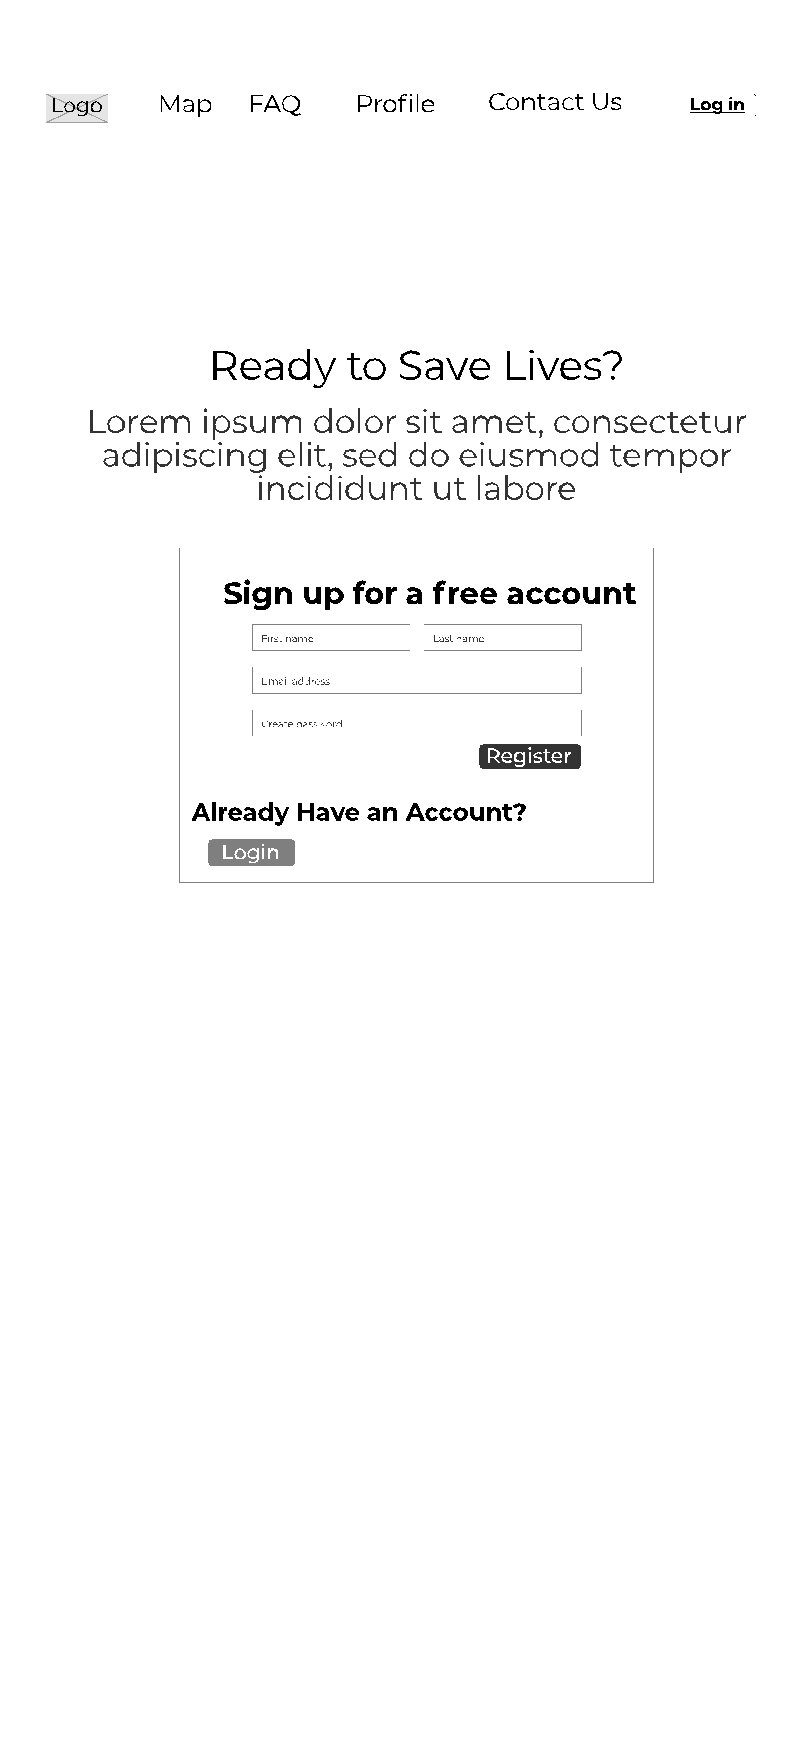 Logo
Map
FAQ
Profile
Contact Us
Log in
Ready to Save Lives?
Lorem ipsum dolor sit amet, consectetur
adipiscing elit, sed do eiusmod tempor
incididunt ut labore
Sign up for a free account
First name
Last name
Email address
Create password
Register
Already Have an Account?
Login